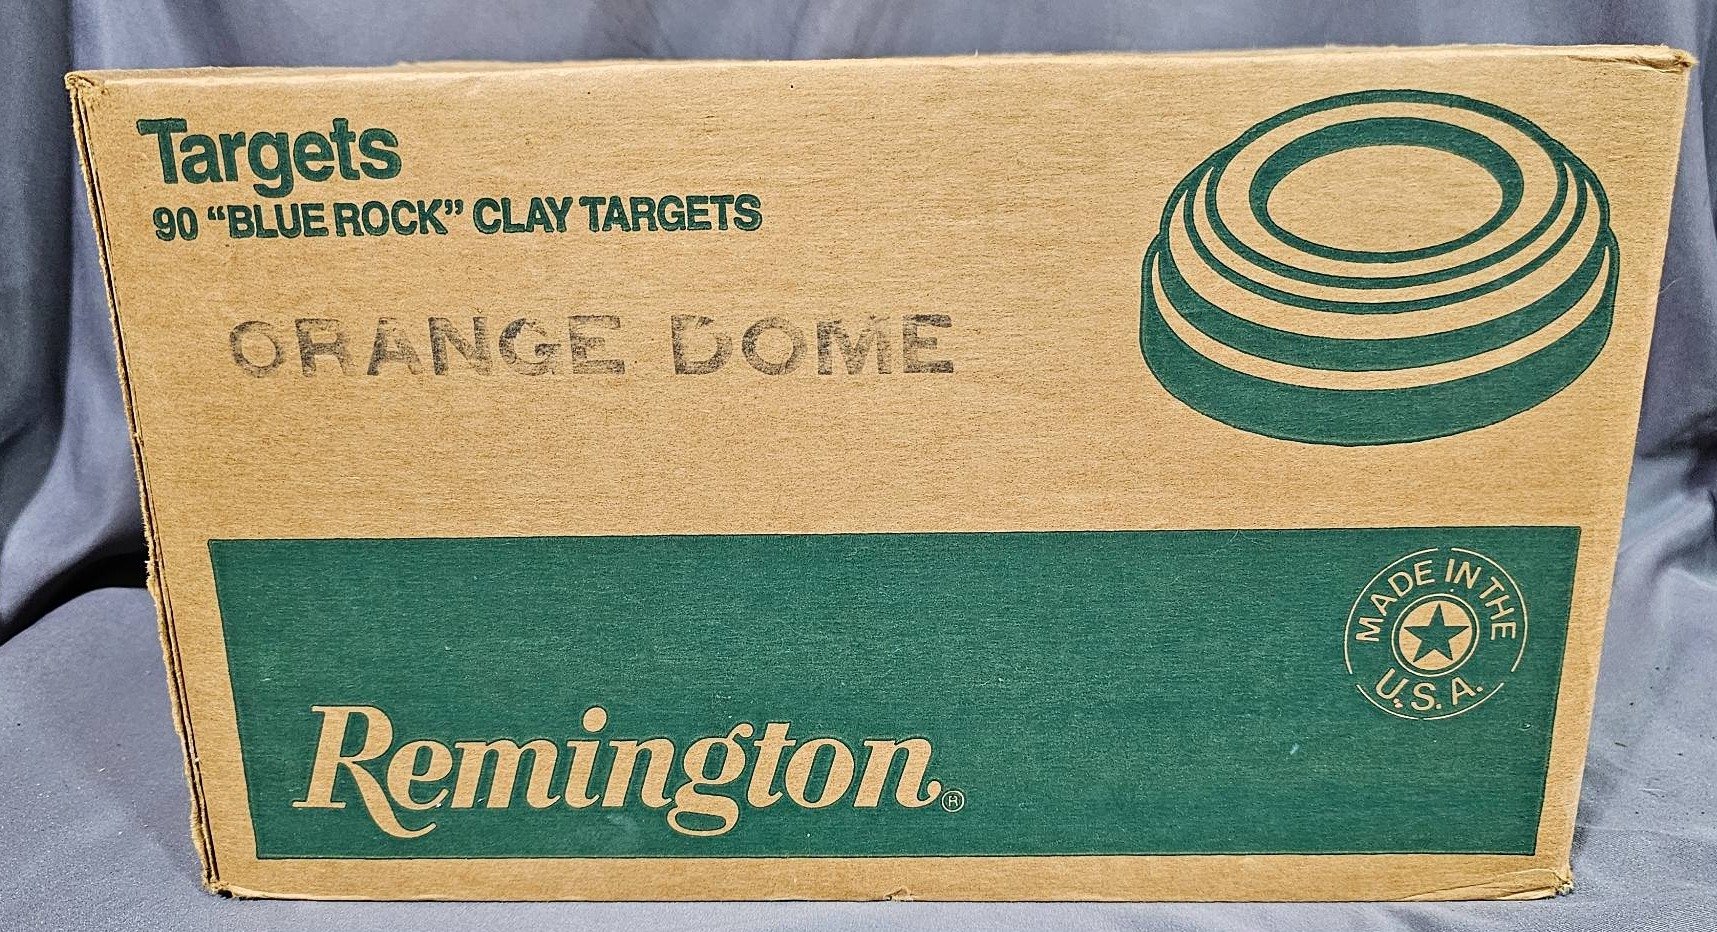 Targets
90 “BLUE ROCK” CLAY TARGETS
ORANGE DOME
MADE IN THE
U.S.A.
Remington®